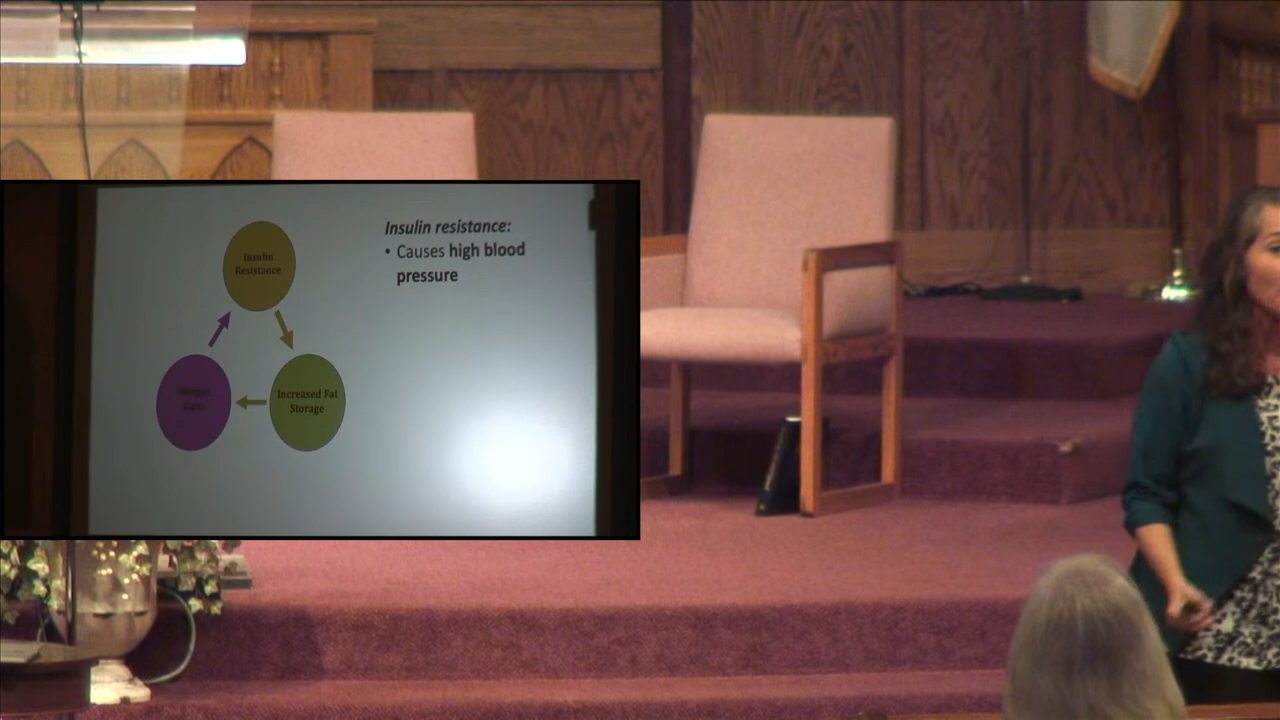 Insulin
Resistance
Insulin resistance:
• Causes high blood
pressure
Increased Fat
Storage